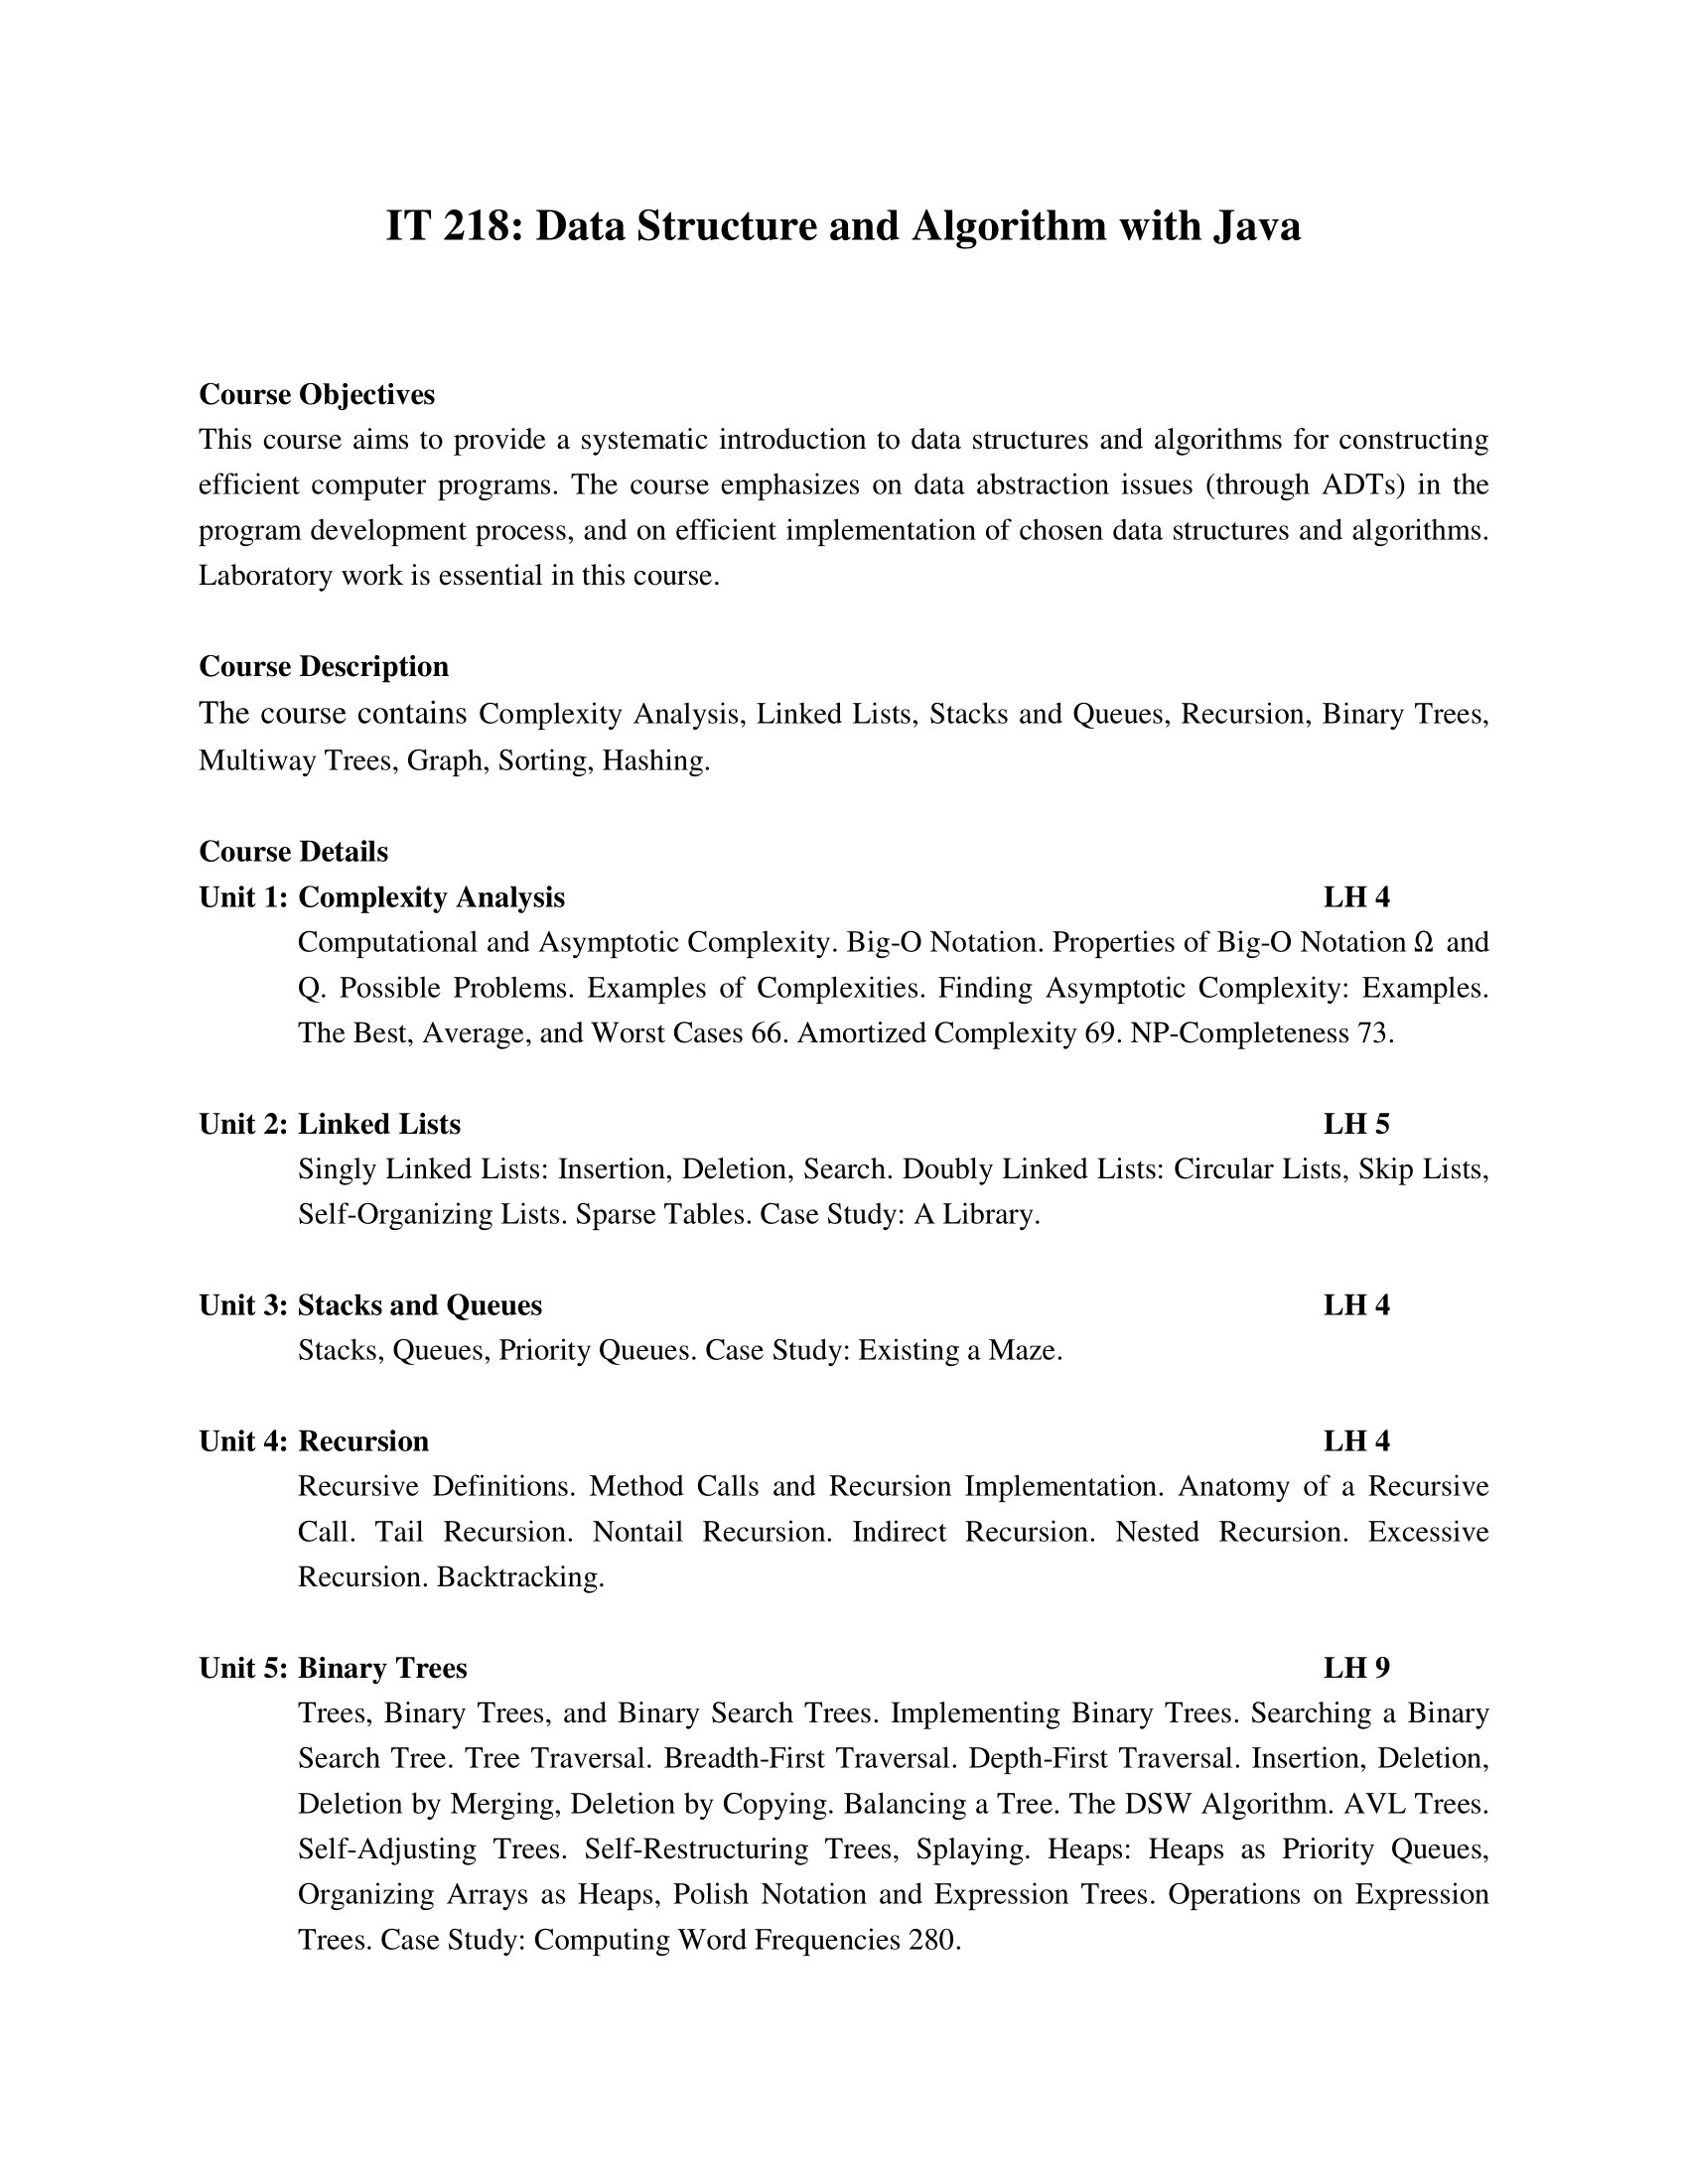 IT 218: Data Structure and Algorithm with Java
Course Objectives
This course aims to provide a systematic introduction to data structures and algorithms for constructing
efficient computer programs. The course emphasizes on data abstraction issues (through ADTs) in the
program development process, and on efficient implementation of chosen data structures and algorithms.
Laboratory work is essential in this course.
Course Description
The course contains Complexity Analysis, Linked Lists, Stacks and Queues, Recursion, Binary Trees,
Multiway Trees, Graph, Sorting, Hashing.
Course Details
Unit 1: Complexity Analysis LH 4
Computational and Asymptotic Complexity. Big-O Notation. Properties of Big-O Notation Ω and
Q. Possible Problems. Examples of Complexities. Finding Asymptotic Complexity: Examples.
The Best, Average, and Worst Cases 66. Amortized Complexity 69. NP-Completeness 73.
Unit 2: Linked Lists LH 5
Singly Linked Lists: Insertion, Deletion, Search. Doubly Linked Lists: Circular Lists, Skip Lists,
Self-Organizing Lists. Sparse Tables. Case Study: A Library.
Unit 3: Stacks and Queues LH 4
Stacks, Queues, Priority Queues. Case Study: Existing a Maze.
Unit 4: Recursion LH 4
Recursive Definitions. Method Calls and Recursion Implementation. Anatomy of a Recursive
Call. Tail Recursion. Nontail Recursion. Indirect Recursion. Nested Recursion. Excessive
Recursion. Backtracking.
Unit 5: Binary Trees LH 9
Trees, Binary Trees, and Binary Search Trees. Implementing Binary Trees. Searching a Binary
Search Tree. Tree Traversal. Breadth-First Traversal. Depth-First Traversal. Insertion, Deletion,
Deletion by Merging, Deletion by Copying. Balancing a Tree. The DSW Algorithm. AVL Trees.
Self-Adjusting Trees. Self-Restructuring Trees, Splaying. Heaps: Heaps as Priority Queues,
Organizing Arrays as Heaps, Polish Notation and Expression Trees. Operations on Expression
Trees. Case Study: Computing Word Frequencies 280.